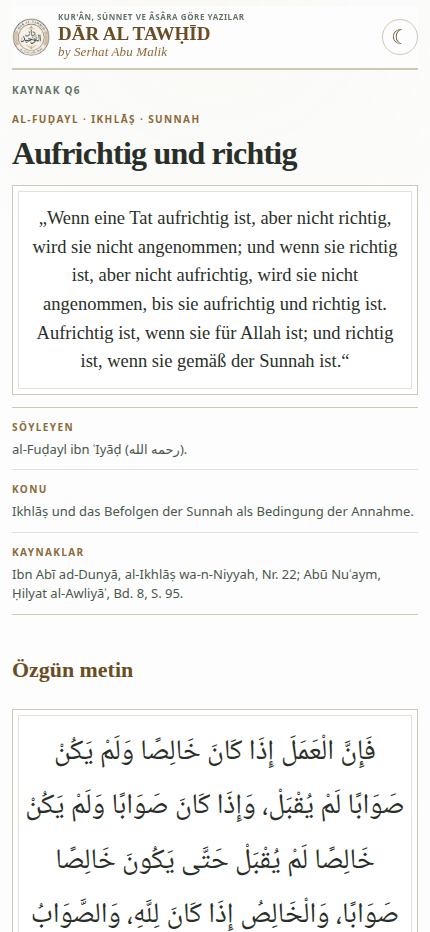 KUR'ÂN, SÜNNET VE ÂSÂRA GÖRE YAZILAR
DĀR AL TAWḤĪD
by Serhat Abu Malik
☾
KAYNAK Q6
AL-FUḌAYL · IKHLĀṢ · SUNNAH
Aufrichtig und richtig
„Wenn eine Tat aufrichtig ist, aber nicht richtig,
wird sie nicht angenommen; und wenn sie richtig
ist, aber nicht aufrichtig, wird sie nicht
angenommen, bis sie aufrichtig und richtig ist.
Aufrichtig ist, wenn sie für Allah ist; und richtig
ist, wenn sie gemäß der Sunnah ist.“
SÖYLEYEN
al-Fuḍayl ibn ʿIyāḍ (رحمه الله).
KONU
Ikhlāṣ und das Befolgen der Sunnah als Bedingung der Annahme.
KAYNAKLAR
Ibn Abī ad-Dunyā, al-Ikhlāṣ wa-n-Niyyah, Nr. 22; Abū Nuʿaym,
Ḥilyat al-Awliyāʾ, Bd. 8, S. 95.
Özgün metin
فَإِنَّ الْعَمَلَ إِذَا كَانَ خَالِصًا وَلَمْ يَكُنْ
صَوَابًا لَمْ يُقْبَلْ، وَإِذَا كَانَ صَوَابًا وَلَمْ يَكُنْ
خَالِصًا لَمْ يُقْبَلْ حَتَّى يَكُونَ خَالِصًا
صَوَابًا، وَالْخَالِصُ إِذَا كَانَ لِلَّهِ، وَالصَّوَابُ